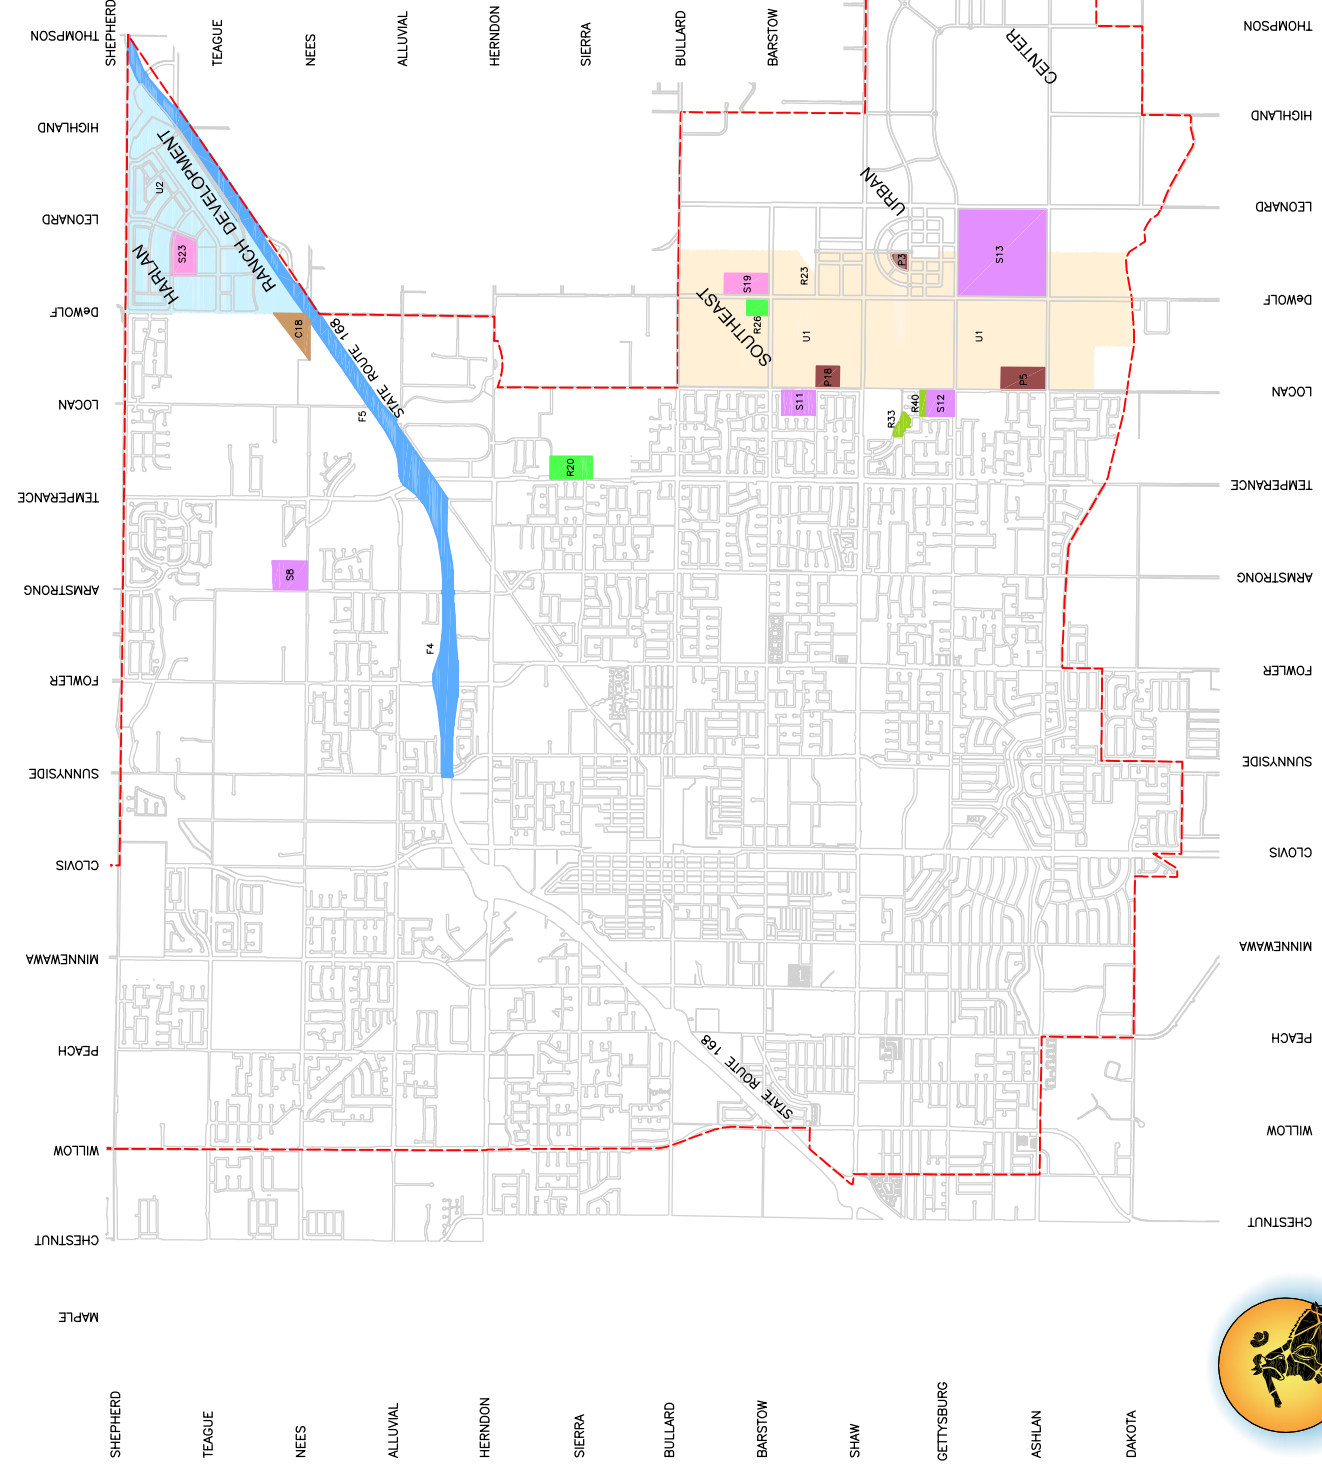 SHEPHERD
TEAGUE
NEES
ALLUVIAL
HERNDON
SIERRA
BULLARD
BARSTOW
THOMPSON
HIGHLAND
LEONARD
DeWOLF
LOCAN
TEMPERANCE
ARMSTRONG
FOWLER
SUNNYSIDE
CLOVIS
MINNEWAWA
PEACH
WILLOW
CHESTNUT
MAPLE
THOMPSON
HIGHLAND
LEONARD
DeWOLF
LOCAN
TEMPERANCE
ARMSTRONG
FOWLER
SUNNYSIDE
CLOVIS
MINNEWAWA
PEACH
WILLOW
CHESTNUT
HARLAN
RANCH DEVELOPMENT
U2
S23
C18
STATE ROUTE 168
F5
F4
S8
R20
SOUTHEAST
URBAN
CENTER
S19
R26
R23
U1
P18
S11
P3
S13
U1
P5
R33
R40
S12
STATE ROUTE 168
SHEPHERD
TEAGUE
NEES
ALLUVIAL
HERNDON
SIERRA
BULLARD
BARSTOW
SHAW
GETTYSBURG
ASHLAN
DAKOTA